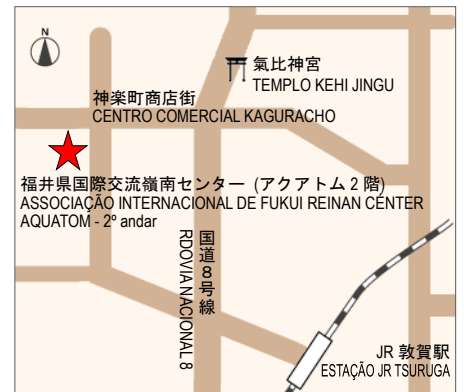 N
氣比神宮
TEMPLO KEHI JINGU
神楽町商店街
CENTRO COMERCIAL KAGURACHO
福井県国際交流嶺南センター (アクアトム2階)
ASSOCIAÇÃO INTERNACIONAL DE FUKUI REINAN CENTER
AQUATOM - 2º andar
国道8号線
RDOVIA NACIONAL 8
JR 敦賀駅
ESTAÇÃO JR TSURUGA